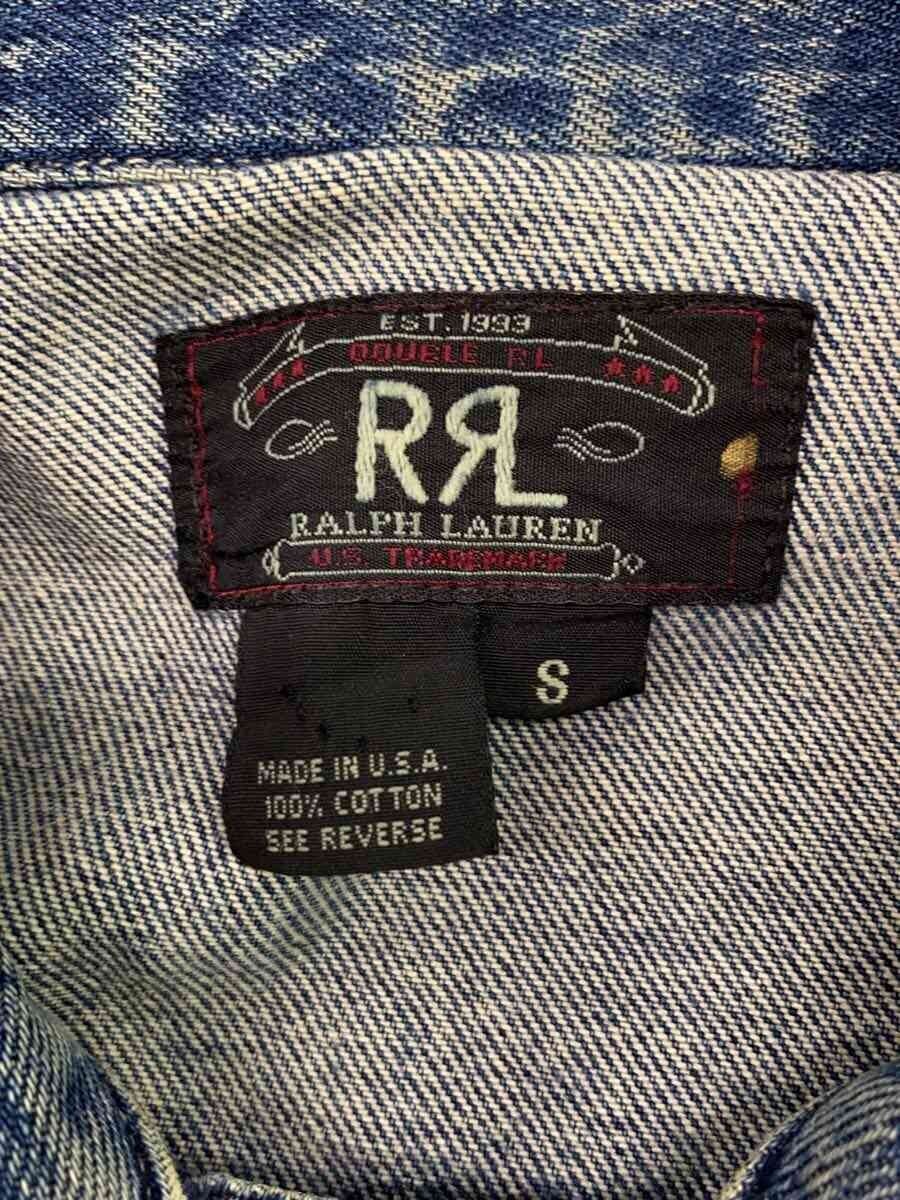 EST. 1993
DOUBLE RL
RRL
RALPH LAUREN
U.S. TRADEMARK
S
MADE IN U.S.A.
100% COTTON
SEE REVERSE